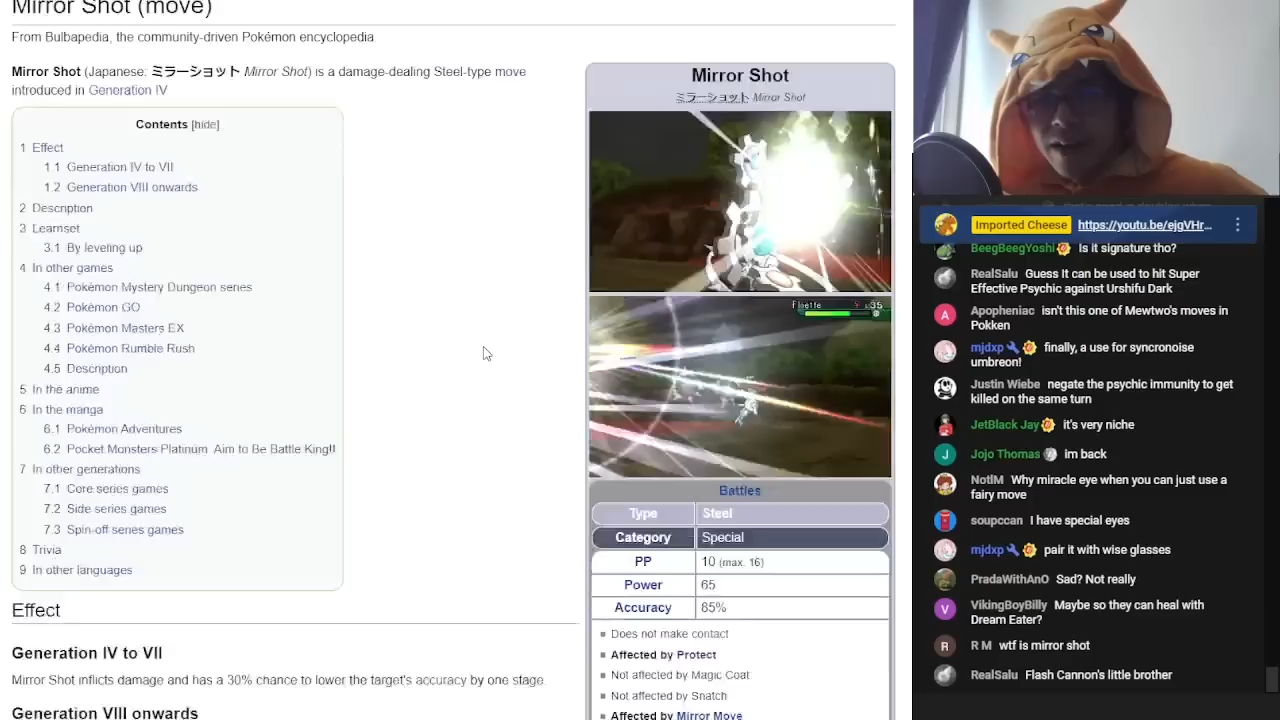 Mirror Shot (move)
From Bulbapedia, the community-driven Pokémon encyclopedia.
Mirror Shot (Japanese: ミラーショット Mirror Shot) is a damage-dealing Steel-type move
introduced in Generation IV
Contents [hide]
1 Effect
1.1 Generation IV to VII
1.2 Generation VIII onwards
2 Description
3 Learnset
3.1 By leveling up
4 In other games
4.1 Pokémon Mystery Dungeon series
4.2 Pokémon GO
4.3 Pokémon Masters EX
4.4 Pokémon Rumble Rush
4.5 Description
5 In the anime
6 In the manga
6.1 Pokémon Adventures
6.2 Pocket Monsters Platinum Aim to Be Battle King!!
7 In other generations
7.1 Core series games
7.2 Side series games
7.3 Spin-off series games
8 Trivia
9 In other languages
Effect
Generation IV to VII
Mirror Shot inflicts damage and has a 30% chance to lower the target's accuracy by one stage
Generation VIII onwards
Mirror Shot
ミラーショット Mirror Shot
Floette
35
Battles
Type Steel
Category Special
PP 10 (max. 16)
Power 65
Accuracy 85%
Does not make contact
Affected by Protect
Not affected by Magic Coat
Not affected by Snatch
Affected by Mirror Move
Imported Cheese https://youtu.be/ejgVHr...
BeegBeegYoshi Is it signature tho?
RealSalu Guess It can be used to hit Super
Effective Psychic against Urshifu Dark
Apopheniac isn't this one of Mewtwo's moves in
Pokken
mjdxp finally, a use for syncronoise
umbreon!
Justin Wiebe negate the psychic immunity to get
killed on the same turn
JetBlack Jay it's very niche
Jojo Thomas im back
NotIM Why miracle eye when you can just use a
fairy move
soupccan I have special eyes
mjdxp pair it with wise glasses
PradaWithAnO Sad? Not really
VikingBoyBilly Maybe so they can heal with
Dream Eater?
R M wtf is mirror shot
RealSalu Flash Cannon's little brother